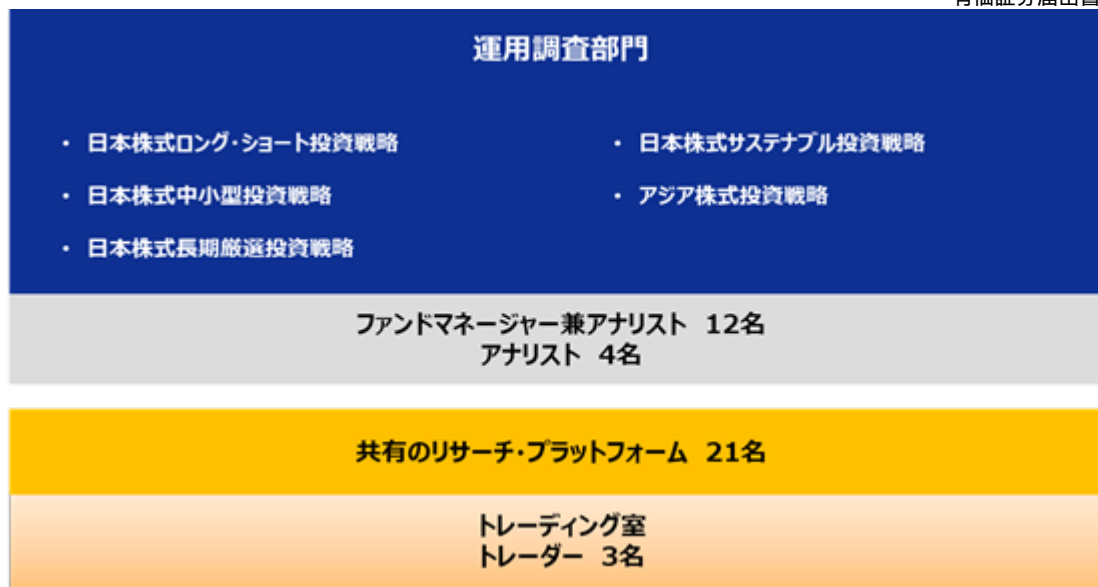 運用調査部門
・ 日本株式ロング・ショート投資戦略
・ 日本株式サステナブル投資戦略
・ 日本株式中小型投資戦略
・ アジア株式投資戦略
・ 日本株式長期厳選投資戦略
ファンドマネージャー兼アナリスト 12名
アナリスト 4名
共有のリサーチ・プラットフォーム 21名
トレーディング室
トレーダー 3名